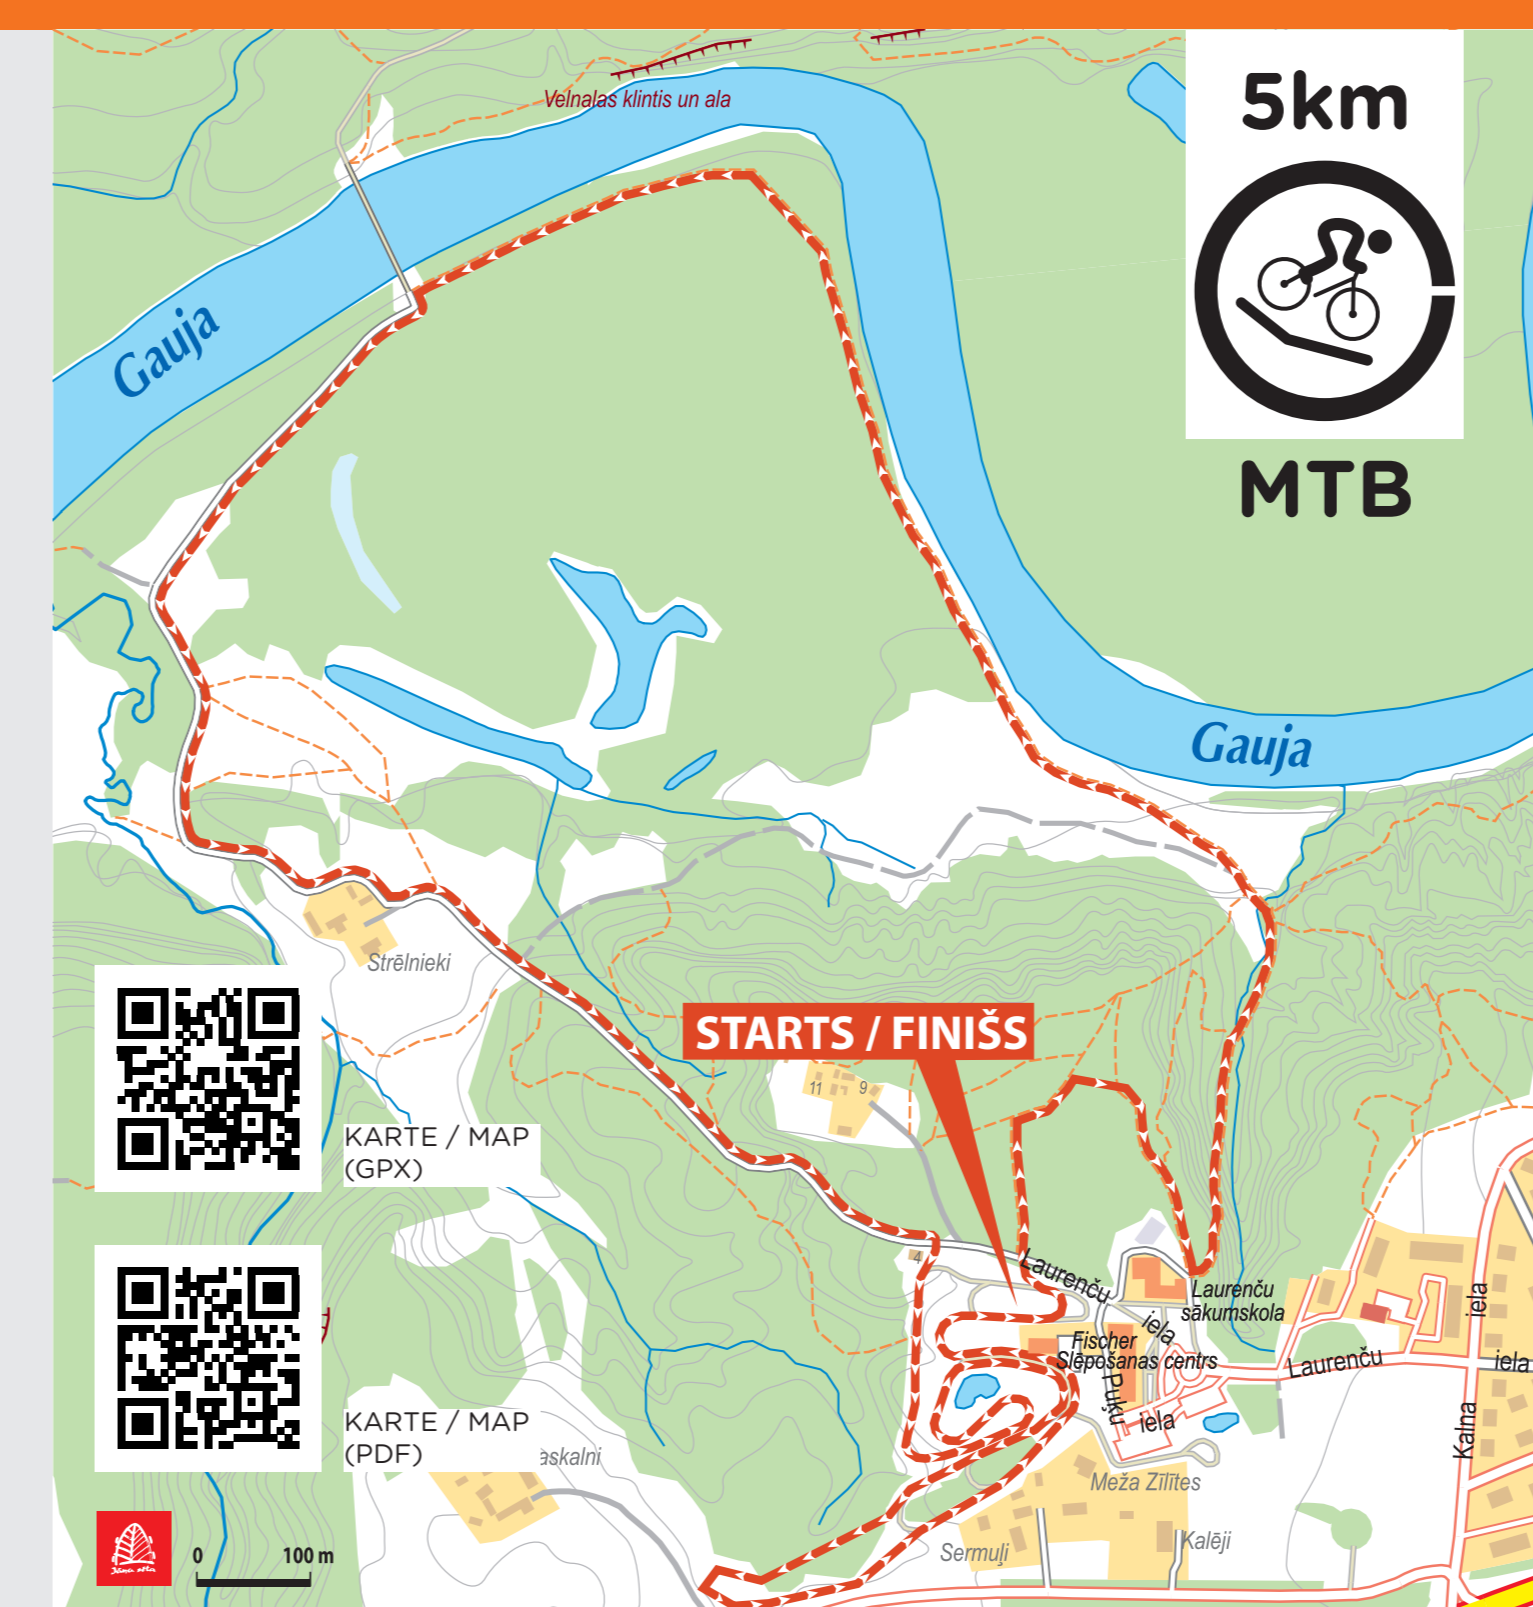 Velnalas klintis un ala
5km
MTB
Gauja
Gauja
Strēlnieki
STARTS / FINIŠS
11
9
KARTE / MAP
(GPX)
4
Laurenču
iela
Laurenču
sākumskola
Fischer
Slēpošanas centrs
Puķu
iela
Laurenču
iela
iela
Kalna
KARTE / MAP
(PDF)
askalni
Meža Zīlītes
Sermuļi
Kalēji
0
100 m